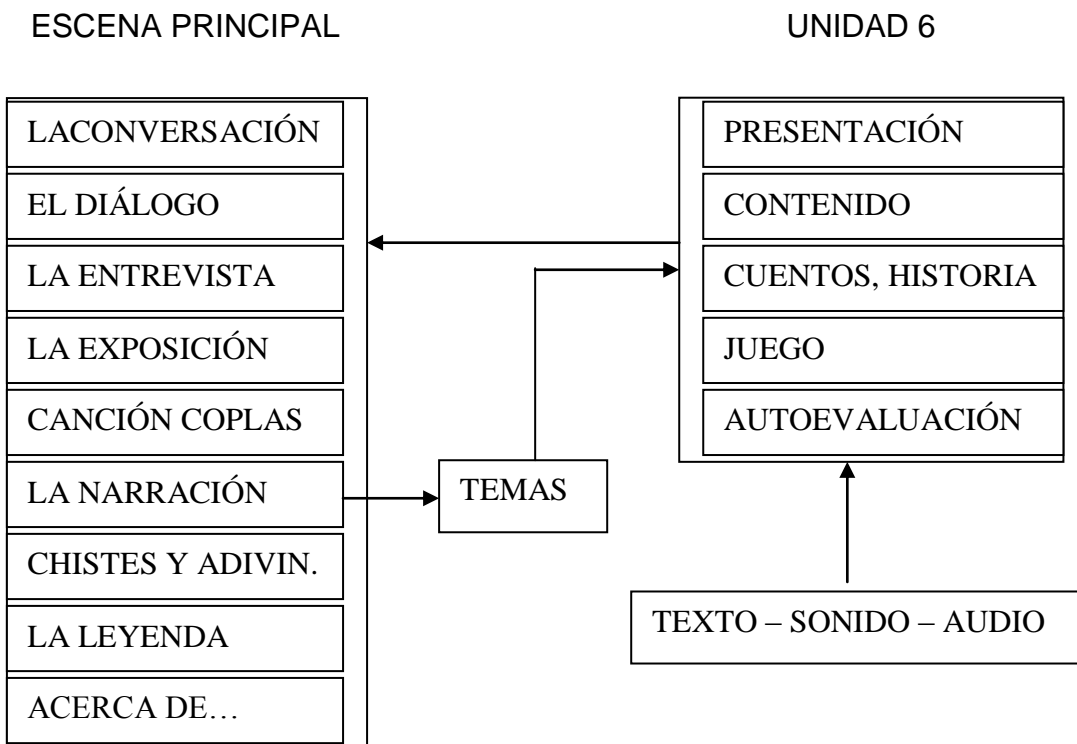 ESCENA PRINCIPAL
UNIDAD 6
LACONVERSACIÓN
EL DIÁLOGO
LA ENTREVISTA
LA EXPOSICIÓN
CANCIÓN COPLAS
LA NARRACIÓN
CHISTES Y ADIVIN.
LA LEYENDA
ACERCA DE…
TEMAS
PRESENTACIÓN
CONTENIDO
CUENTOS, HISTORIA
JUEGO
AUTOEVALUACIÓN
TEXTO – SONIDO – AUDIO